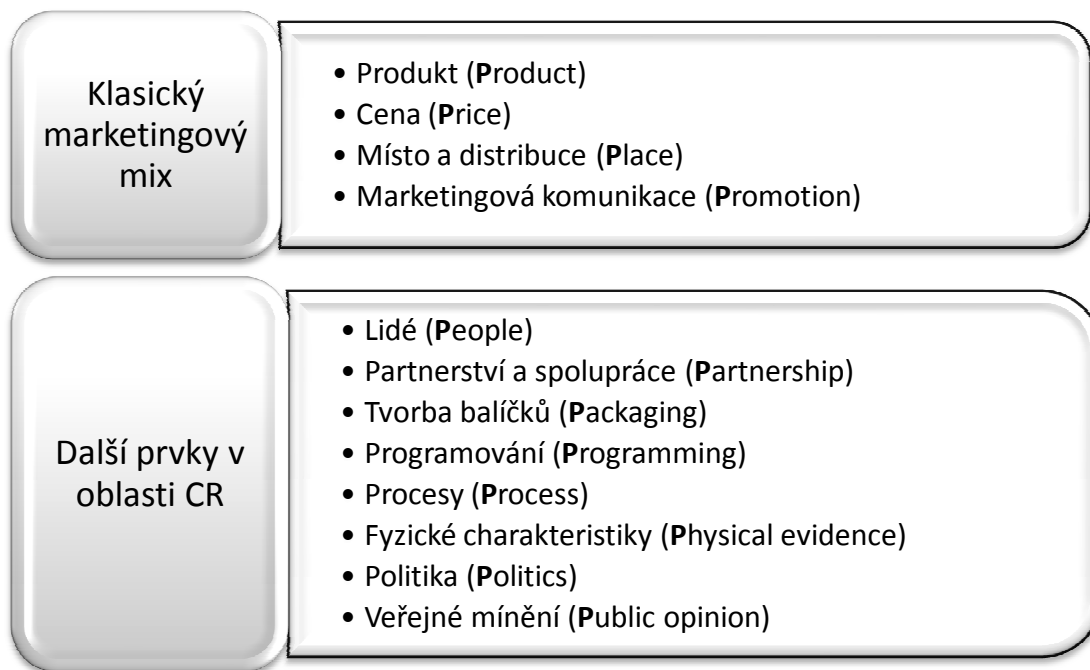 Klasický
marketingový
mix
• Produkt (Product)
• Cena (Price)
• Místo a distribuce (Place)
• Marketingová komunikace (Promotion)
Další prvky v
oblasti CR
• Lidé (People)
• Partnerství a spolupráce (Partnership)
• Tvorba balíčků (Packaging)
• Programování (Programming)
• Procesy (Process)
• Fyzické charakteristiky (Physical evidence)
• Politika (Politics)
• Veřejné mínění (Public opinion)